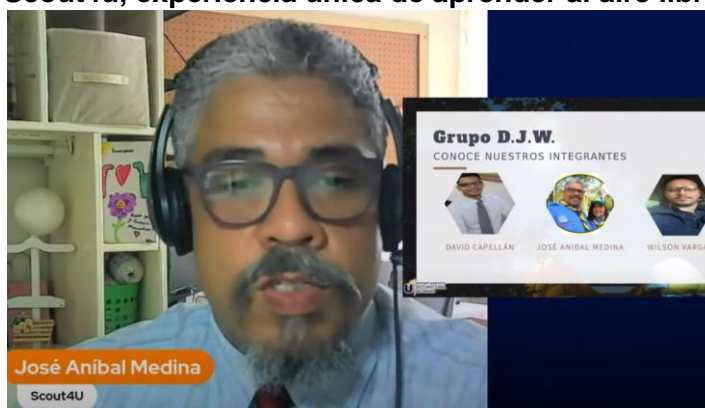 Scout4u, experiencia única de aprender al aire libr
Grupo D.J.W.
CONOCE NUESTROS INTEGRANTES
DAVID CAPELLÁN
JOSÉ ANIBAL MEDINA
WILSON VARGA
José Aníbal Medina
Scout4U